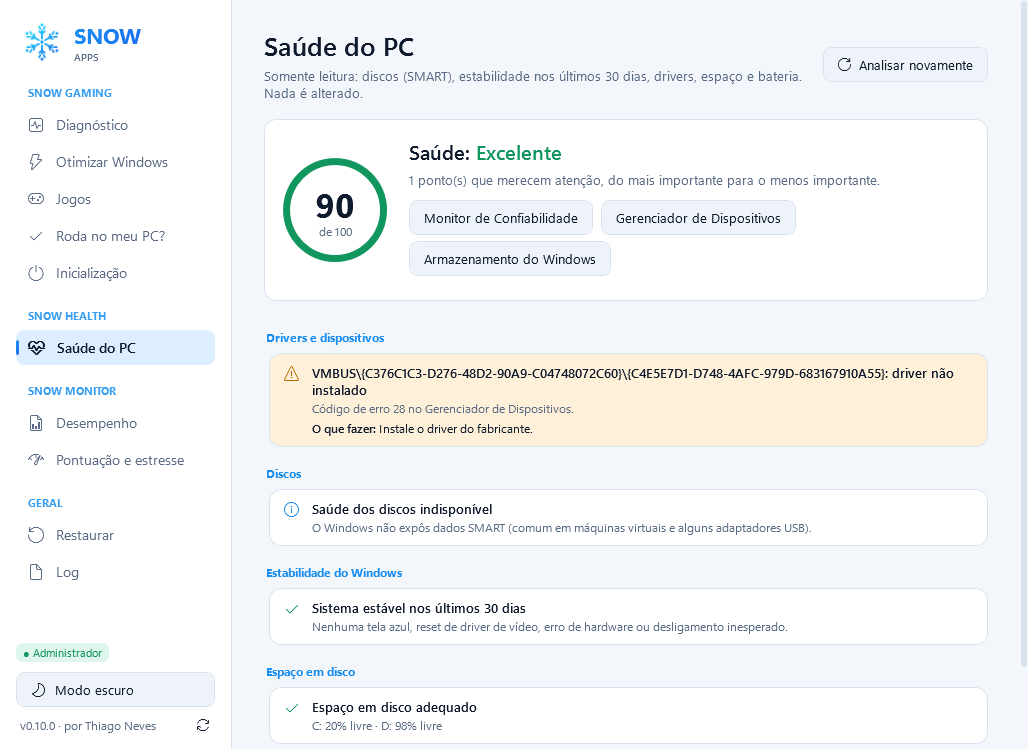 SNOW
APPS
SNOW GAMING
Diagnóstico
Otimizar Windows
Jogos
Roda no meu PC?
Inicialização
SNOW HEALTH
Saúde do PC
SNOW MONITOR
Desempenho
Pontuação e estresse
GERAL
Restaurar
Log
Administrador
Modo escuro
v0.10.0 · por Thiago Neves
Saúde do PC
Somente leitura: discos (SMART), estabilidade nos últimos 30 dias, drivers, espaço e bateria.
Nada é alterado.
Analisar novamente
90
de 100
Saúde: Excelente
1 ponto(s) que merecem atenção, do mais importante para o menos importante.
Monitor de Confiabilidade
Gerenciador de Dispositivos
Armazenamento do Windows
Drivers e dispositivos
VMBUS\{C376C1C3-D276-48D2-90A9-C04748072C60}\{C4E5E7D1-D748-4AFC-979D-683167910A55}: driver não
instalado
Código de erro 28 no Gerenciador de Dispositivos.
O que fazer: Instale o driver do fabricante.
Discos
Saúde dos discos indisponível
O Windows não expôs dados SMART (comum em máquinas virtuais e alguns adaptadores USB).
Estabilidade do Windows
Sistema estável nos últimos 30 dias
Nenhuma tela azul, reset de driver de vídeo, erro de hardware ou desligamento inesperado.
Espaço em disco
Espaço em disco adequado
C: 20% livre · D: 98% livre